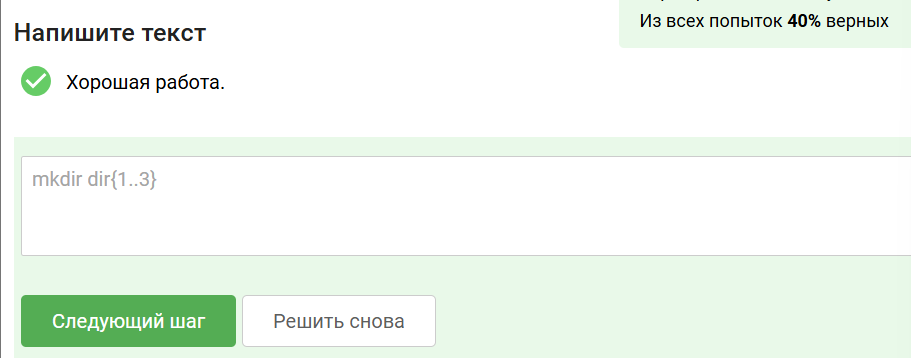 Из всех попыток 40% верных
Напишите текст
Хорошая работа.
mkdir dir{1..3}
Следующий шаг
Решить снова